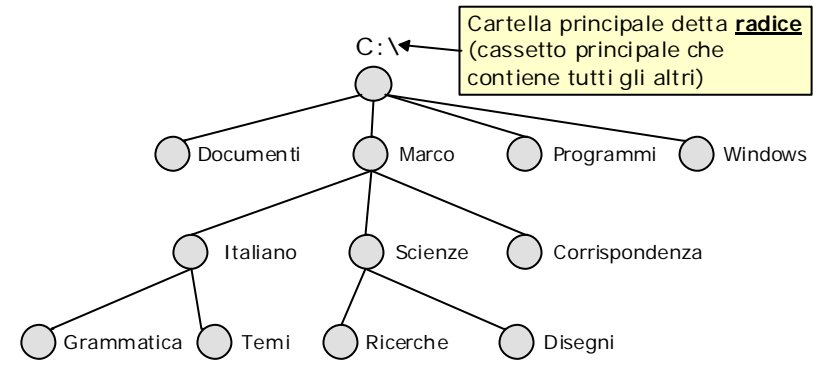 Cartella principale detta radice
(cassetto principale che
contiene tutti gli altri)
C:\
Documenti Marco Programmi Windows
Italiano Scienze Corrispondenza
Grammatica Temi Ricerche Disegni